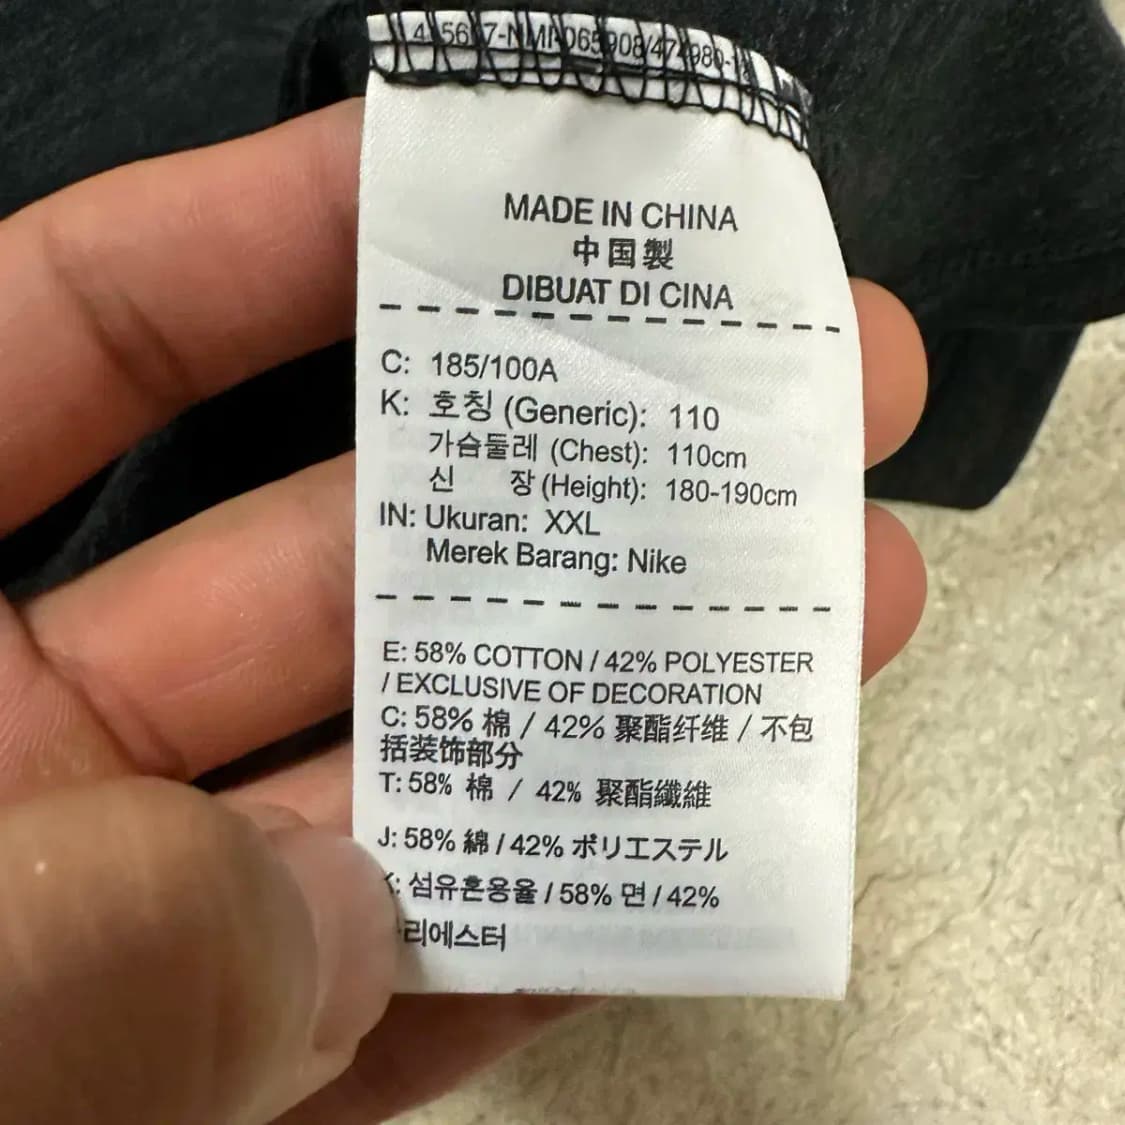 MADE IN CHINA
中国製
DIBUAT DI CINA
C: 185/100A
K: 호칭 (Generic): 110
가슴둘레 (Chest): 110cm
신 장 (Height): 180-190cm
IN: Ukuran: XXL
Merek Barang: Nike
E: 58% COTTON / 42% POLYESTER
/ EXCLUSIVE OF DECORATION
C: 58% 棉 / 42% 聚酯纤维 / 不包
括装饰部分
T: 58% 棉 / 42% 聚酯纖維
J: 58% 綿 / 42% ポリエステル
K: 섬유혼용율 / 58% 면 / 42%
리에스터